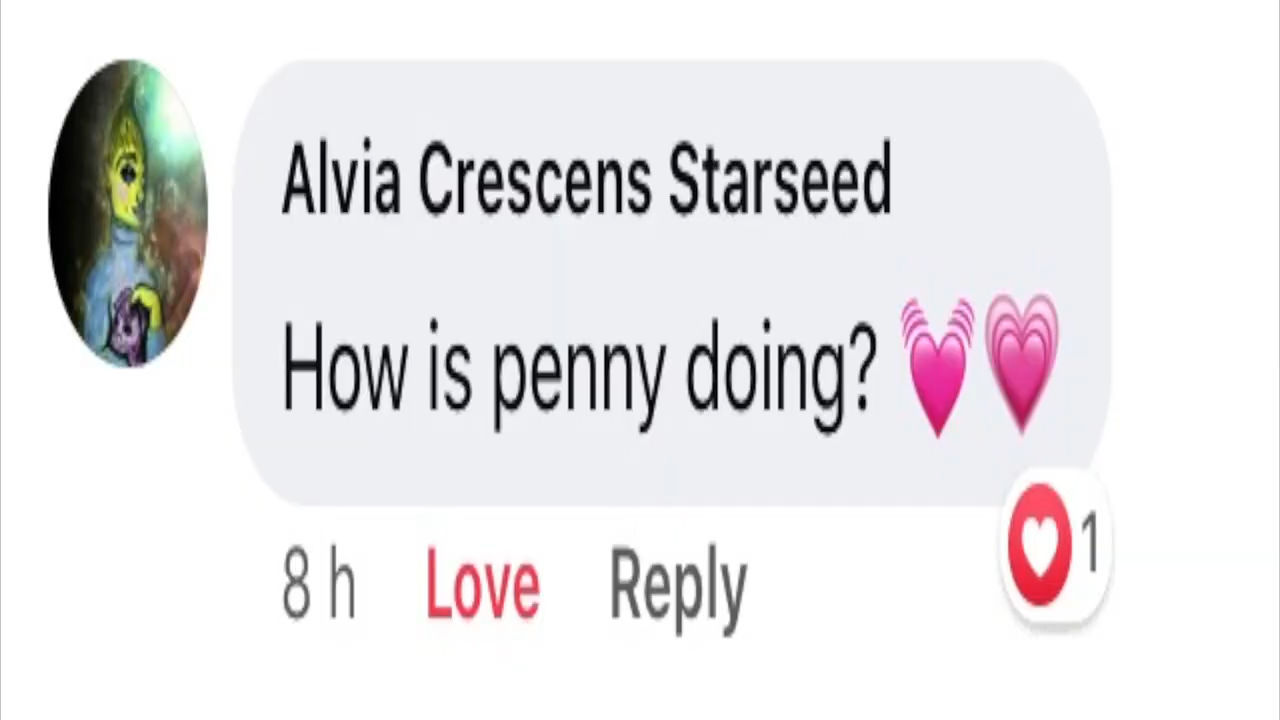 Alvia Crescens Starseed
How is penny doing? 💓💗
1
8 h Love Reply